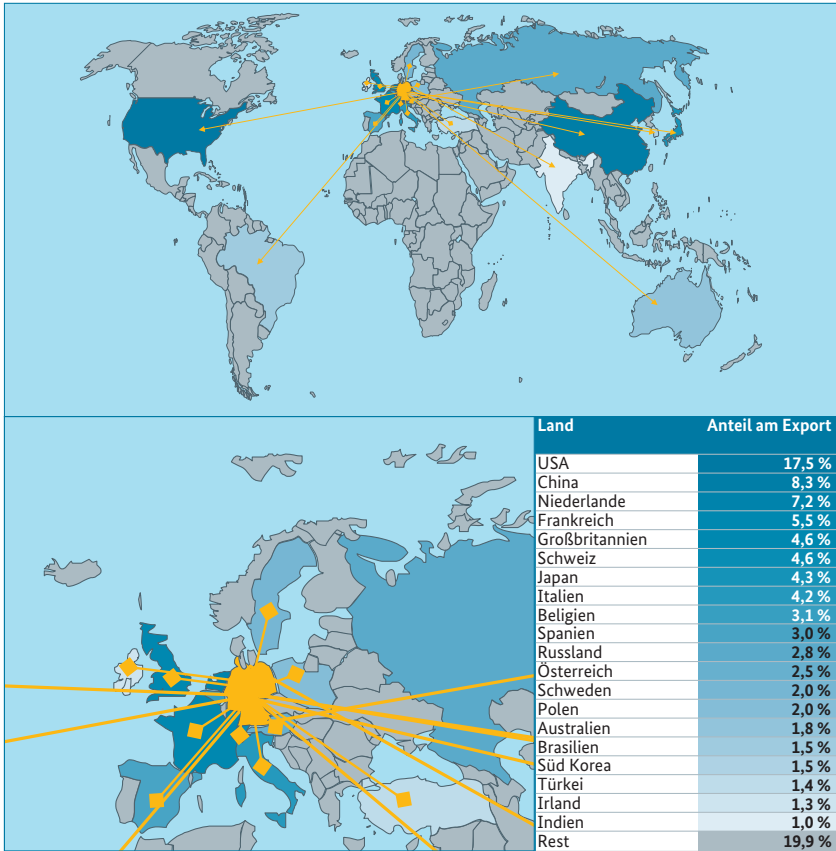 Land Anteil am Export
USA 17,5 %
China 8,3 %
Niederlande 7,2 %
Frankreich 5,5 %
Großbritannien 4,6 %
Schweiz 4,6 %
Japan 4,3 %
Italien 4,2 %
Beligien 3,1 %
Spanien 3,0 %
Russland 2,8 %
Österreich 2,5 %
Schweden 2,0 %
Polen 2,0 %
Australien 1,8 %
Brasilien 1,5 %
Süd Korea 1,5 %
Türkei 1,4 %
Irland 1,3 %
Indien 1,0 %
Rest 19,9 %